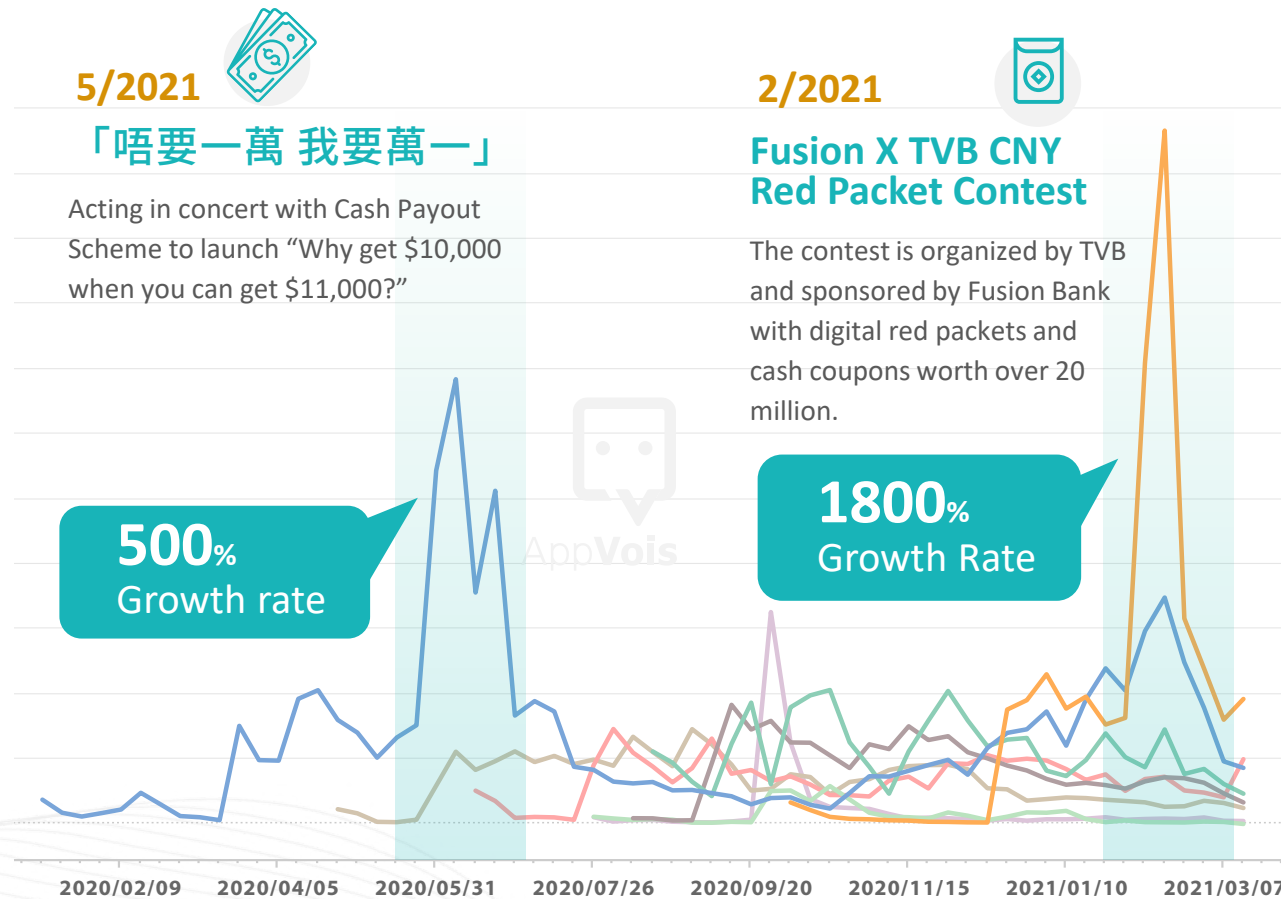 5/2021
「唔要一萬 我要萬一」
Acting in concert with Cash Payout
Scheme to launch “Why get $10,000
when you can get $11,000?”
500%
Growth rate
2/2021
Fusion X TVB CNY
Red Packet Contest
The contest is organized by TVB
and sponsored by Fusion Bank
with digital red packets and
cash coupons worth over 20
million.
1800%
Growth Rate
AppVois
2020/02/09 2020/04/05 2020/05/31 2020/07/26 2020/09/20 2020/11/15 2021/01/10 2021/03/07